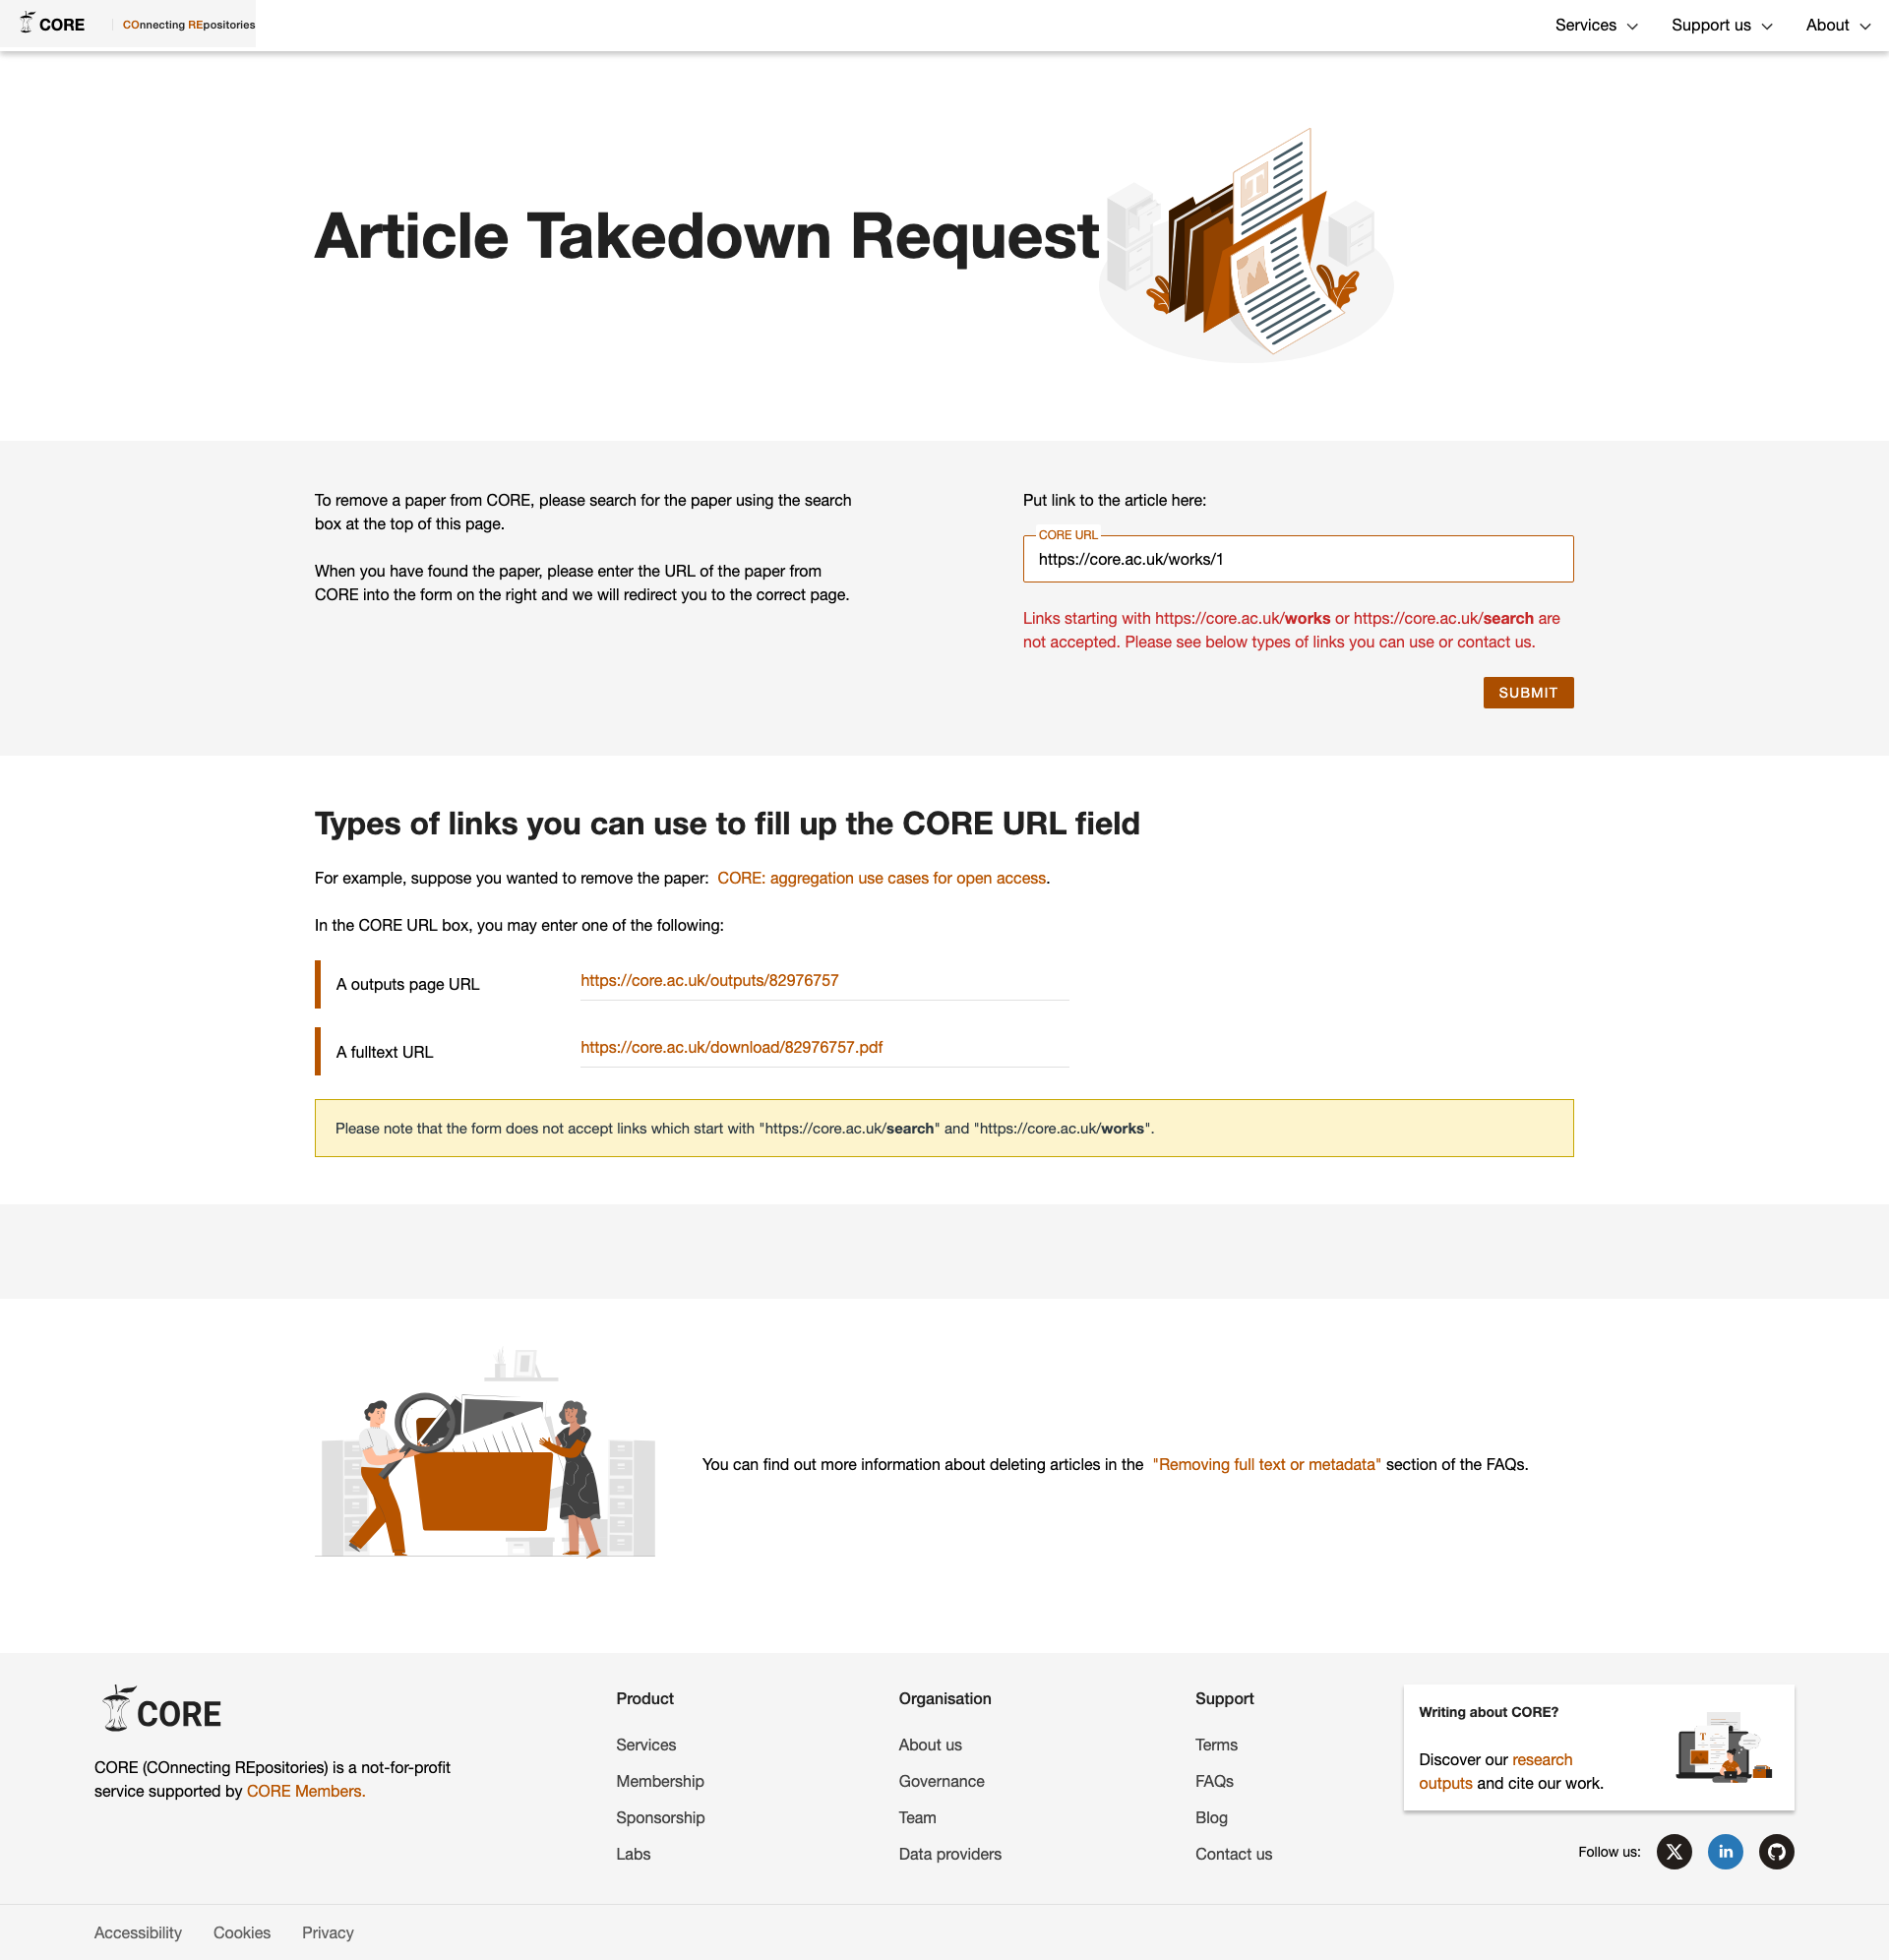 CORE
COnnecting REpositories
Services
Support us
About
Article Takedown Request
T
To remove a paper from CORE, please search for the paper using the search
box at the top of this page.
When you have found the paper, please enter the URL of the paper from
CORE into the form on the right and we will redirect you to the correct page.
Put link to the article here:
CORE URL
https://core.ac.uk/works/1
Links starting with https://core.ac.uk/works or https://core.ac.uk/search are
not accepted. Please see below types of links you can use or contact us.
SUBMIT
Types of links you can use to fill up the CORE URL field
For example, suppose you wanted to remove the paper: CORE: aggregation use cases for open access.
In the CORE URL box, you may enter one of the following:
A outputs page URL
https://core.ac.uk/outputs/82976757
A fulltext URL
https://core.ac.uk/download/82976757.pdf
Please note that the form does not accept links which start with "https://core.ac.uk/search" and "https://core.ac.uk/works".
You can find out more information about deleting articles in the "Removing full text or metadata" section of the FAQs.
CORE
CORE (COnnecting REpositories) is a not-for-profit
service supported by CORE Members.
Product
Services
Membership
Sponsorship
Labs
Organisation
About us
Governance
Team
Data providers
Support
Terms
FAQs
Blog
Contact us
Writing about CORE?
Discover our research
outputs and cite our work.
T
Follow us:
X
in
Accessibility
Cookies
Privacy